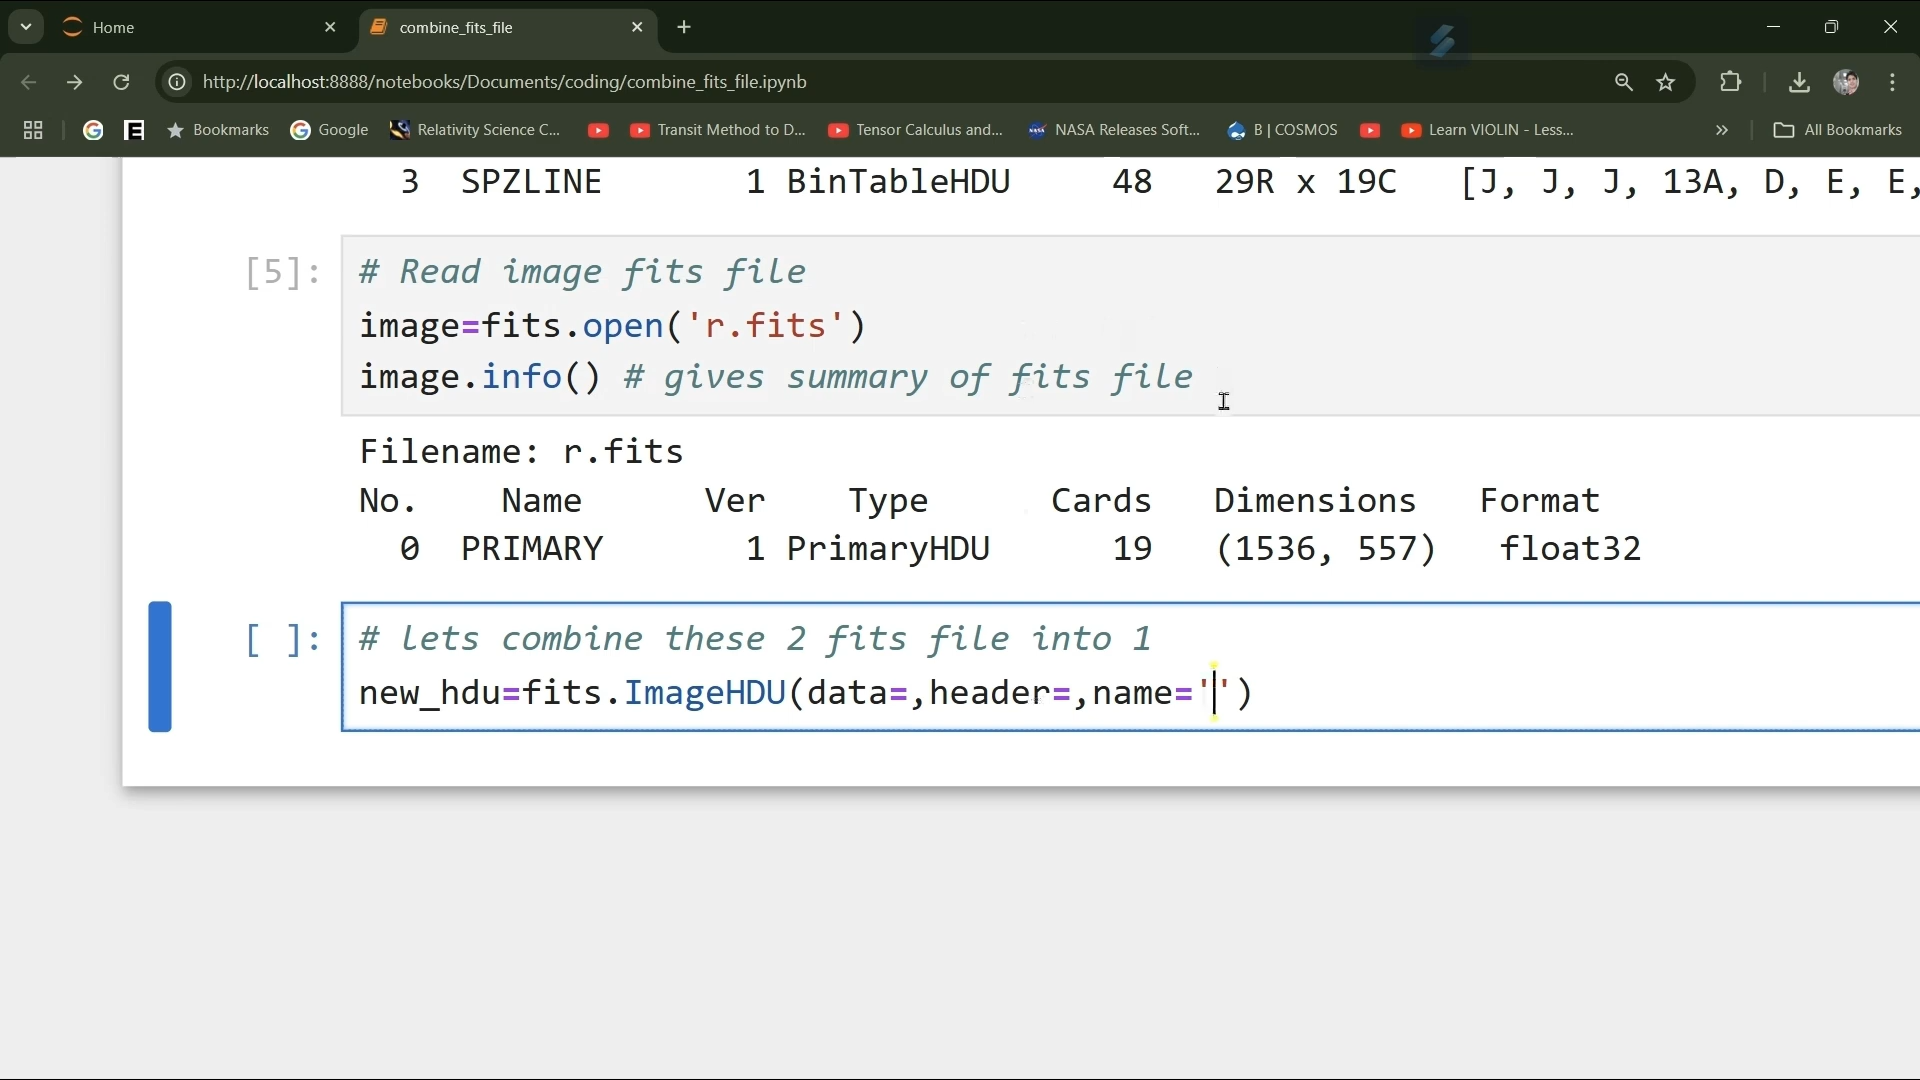 Home
combine_fits_file
http://localhost:8888/notebooks/Documents/coding/combine_fits_file.ipynb
Bookmarks
Google
Relativity Science C...
Transit Method to D...
Tensor Calculus and...
NASA Releases Soft...
B | COSMOS
Learn VIOLIN - Less...
All Bookmarks
3 SPZLINE 1 BinTableHDU 48 29R x 19C [J, J, J, 13A, D, E, E,
[5]: # Read image fits file
image=fits.open('r.fits')
image.info() # gives summary of fits file
Filename: r.fits
No. Name Ver Type Cards Dimensions Format
0 PRIMARY 1 PrimaryHDU 19 (1536, 557) float32
[ ]: # lets combine these 2 fits file into 1
new_hdu=fits.ImageHDU(data=,header=,name='')